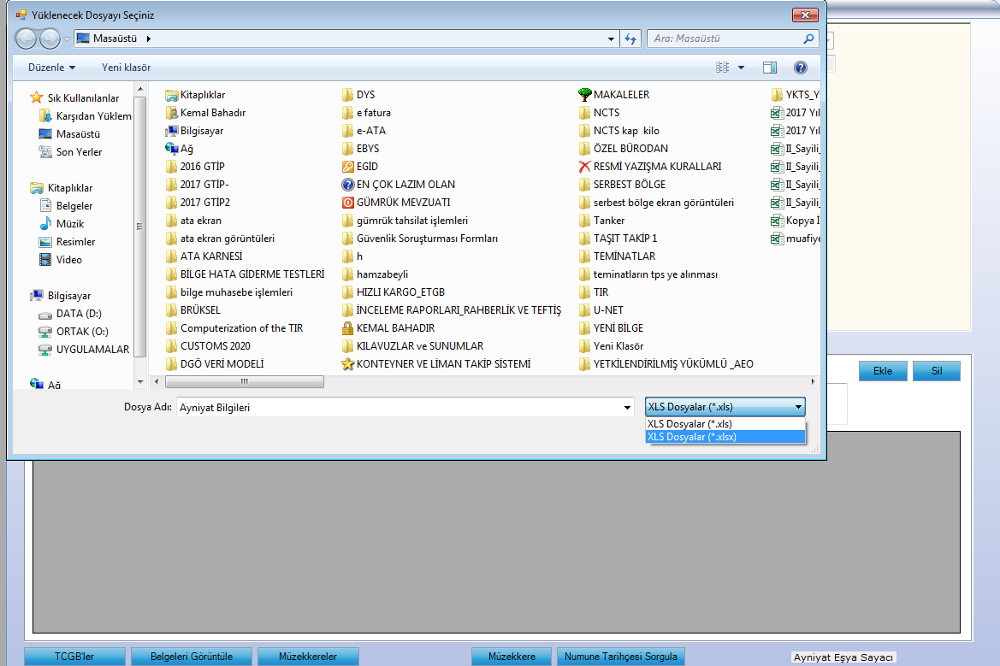 Yüklenecek Dosyayı Seçiniz
Masaüstü
Ara: Masaüstü
Düzenle
Yeni klasör
Sık Kullanılanlar
Karşıdan Yüklem
Masaüstü
Son Yerler
Kitaplıklar
Belgeler
Müzik
Resimler
Video
Bilgisayar
DATA (D:)
ORTAK (O:)
UYGULAMALAR
Ağ
Kitaplıklar
Kemal Bahadır
Bilgisayar
Ağ
2016 GTİP
2017 GTİP-
2017 GTİP2
ata ekran
ata ekran görüntüleri
ATA KARNESİ
BİLGE HATA GİDERME TESTLERİ
bilge muhasebe işlemleri
BRÜKSEL
Computerization of the TIR
CUSTOMS 2020
DGÖ VERİ MODELİ
DYS
e fatura
e-ATA
EBYS
EGİD
EN ÇOK LAZIM OLAN
GÜMRÜK MEVZUATI
gümrük tahsilat işlemleri
Güvenlik Soruşturması Formları
h
hamzabeyli
HIZLI KARGO_ETGB
İNCELEME RAPORLARI_RAHBERLİK VE TEFTİŞ
KEMAL BAHADIR
KILAVUZLAR ve SUNUMLAR
KONTEYNER VE LİMAN TAKİP SİSTEMİ
MAKALELER
NCTS
NCTS kap  kilo
ÖZEL BÜRODAN
RESMİ YAZIŞMA KURALLARI
SERBEST BÖLGE
serbest bölge ekran görüntüleri
Tanker
TAŞIT TAKİP 1
TEMİNATLAR
teminatların tps ye alınması
TIR
U-NET
YENİ BİLGE
Yeni Klasör
YETKİLENDİRİLMİŞ YÜKÜMLÜ _AEO
YKTS_Y
2017 Yıl
2017 Yıl
II_Sayili_
II_Sayili_
II_Sayili_
II_Sayili_
Kopya İ
muafiye
Dosya Adı:
Ayniyat Bilgileri
XLS Dosyalar (*.xls)
XLS Dosyalar (*.xls)
XLS Dosyalar (*.xlsx)
Ekle
Sil
TCGB'ler
Belgeleri Görüntüle
Müzekkereler
Müzekkere
Numune Tarihçesi Sorgula
Ayniyat Eşya Sayacı